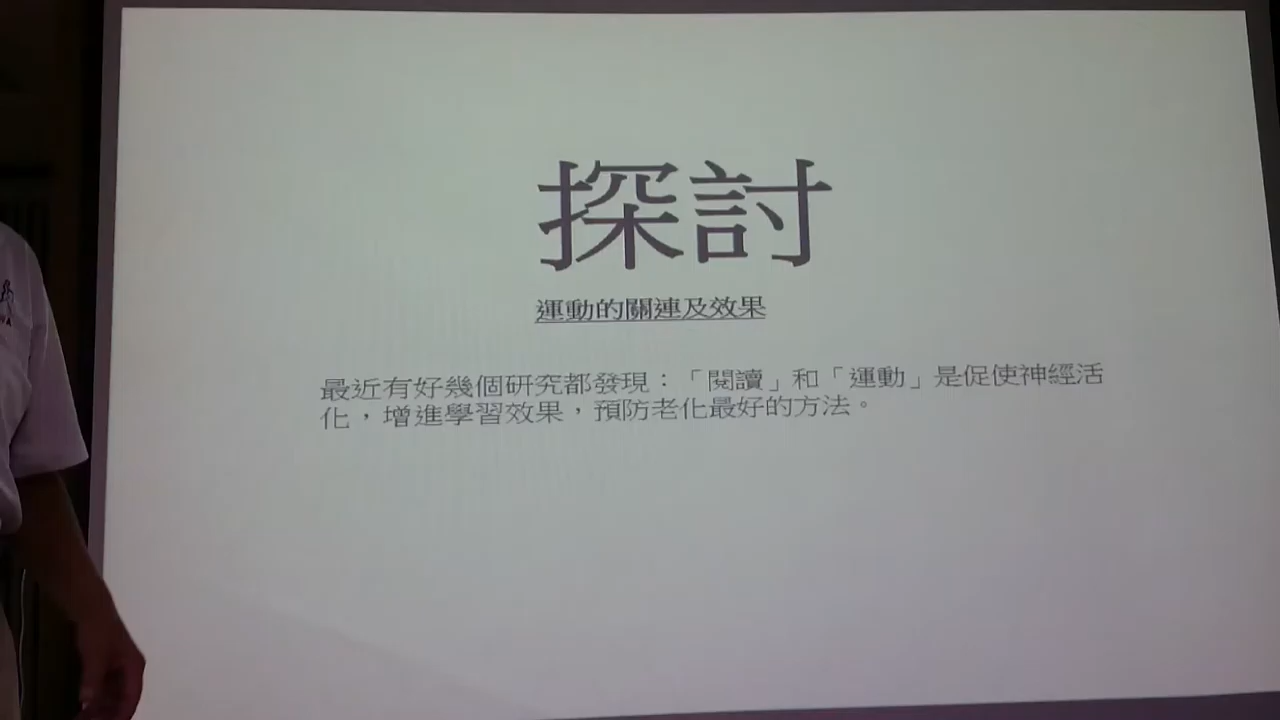 探討
運動的關連及效果
最近有好幾個研究都發現：「閱讀」和「運動」是促使神經活
化，增進學習效果，預防老化最好的方法。